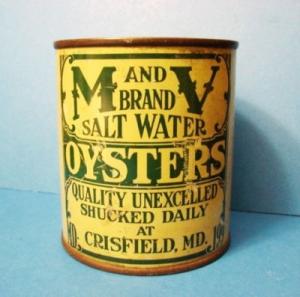 M AND V
BRAND
SALT WATER
OYSTERS
QUALITY UNEXCELLED
SHUCKED DAILY
AT
CRISFIELD, MD.